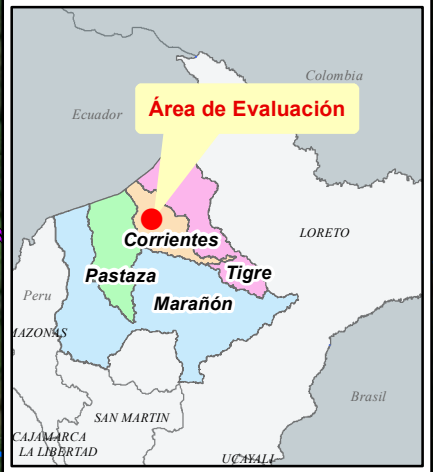 Colombia
Ecuador
Área de Evaluación
LORETO
Corrientes
Pastaza
Tigre
Peru
Marañón
MAZONAS
Brasil
SAN MARTIN
CAJAMARCA
LA LIBERTAD
UCAYALI